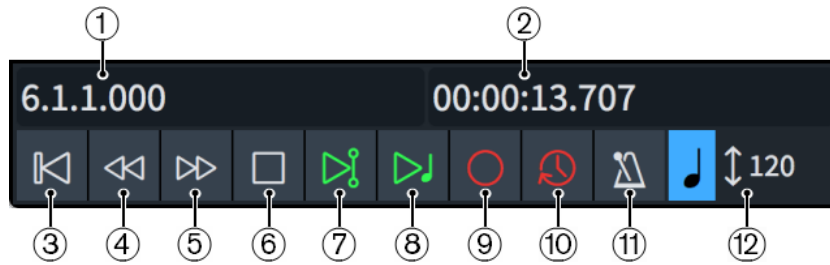 ① ②
6.1.1.000 00:00:13.707
120
③ ④ ⑤ ⑥ ⑦ ⑧ ⑨ ⑩ ⑪ ⑫